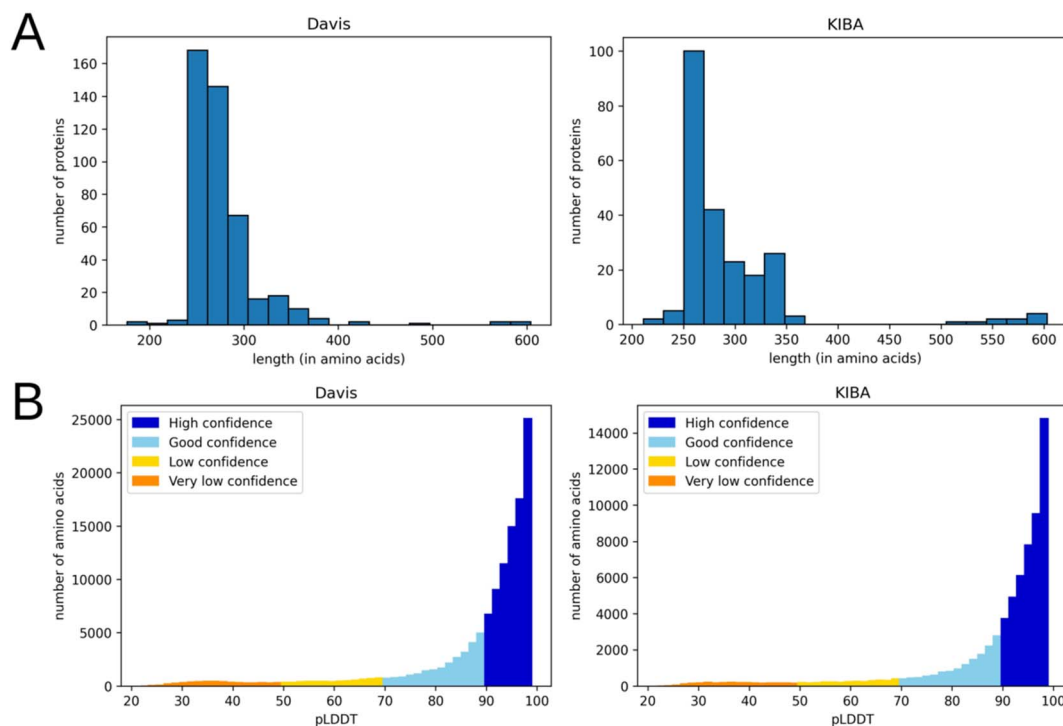 A
Davis
number of proteins
160
140
120
100
80
60
40
20
0
200
300
400
500
600
length (in amino acids)
KIBA
number of proteins
100
80
60
40
20
0
200
250
300
350
400
450
500
550
600
length (in amino acids)
B
Davis
High confidence
Good confidence
Low confidence
Very low confidence
number of amino acids
25000
20000
15000
10000
5000
0
20
30
40
50
60
70
80
90
100
pLDDT
KIBA
High confidence
Good confidence
Low confidence
Very low confidence
number of amino acids
14000
12000
10000
8000
6000
4000
2000
0
20
30
40
50
60
70
80
90
100
pLDDT